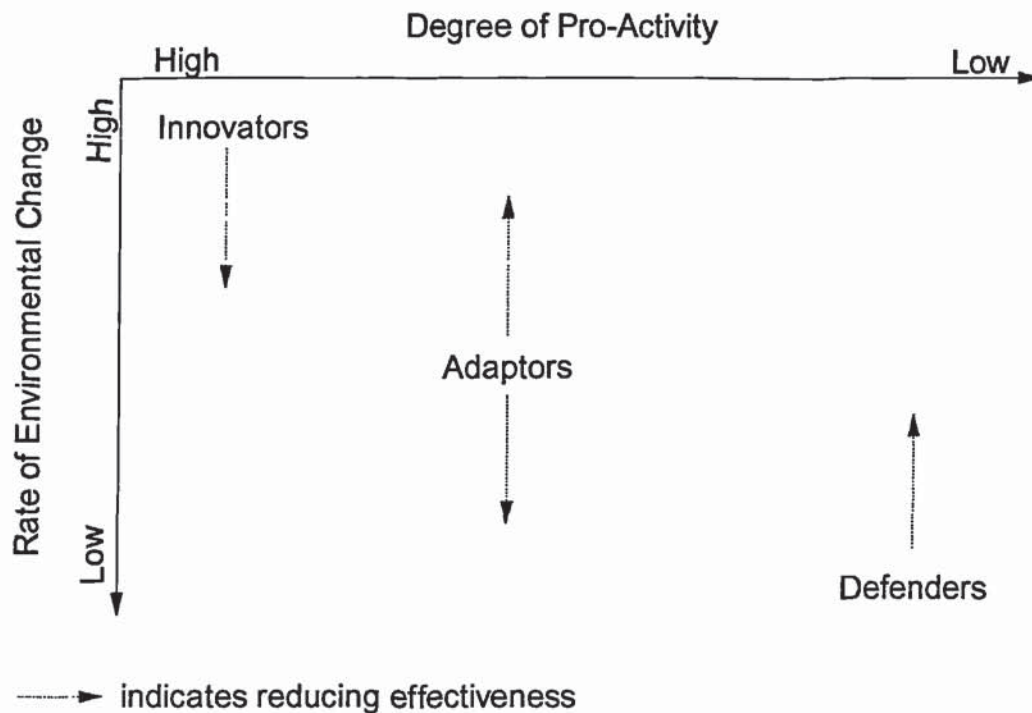 Degree of Pro-Activity
High
Low
Rate of Environmental Change
High
Low
Innovators
Adaptors
Defenders
indicates reducing effectiveness